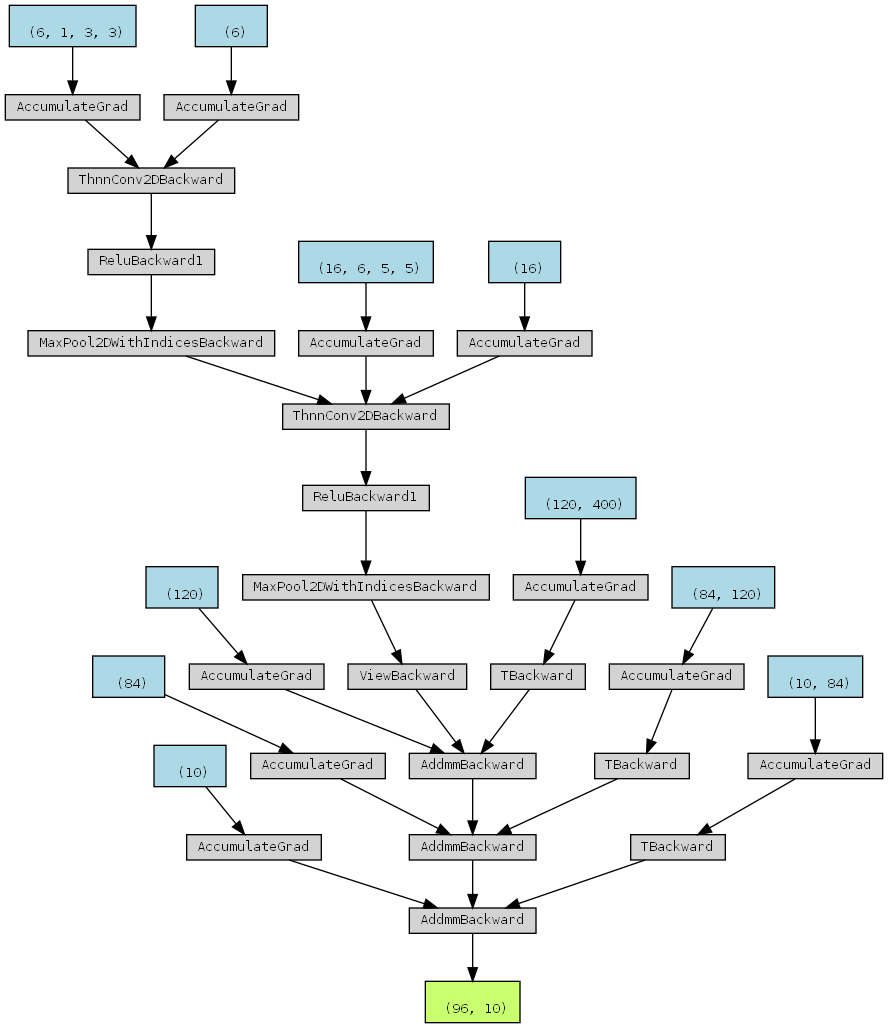 (6, 1, 3, 3)
(6)
AccumulateGrad
AccumulateGrad
ThnnConv2DBackward
ReluBackward1
(16, 6, 5, 5)
(16)
MaxPool2DWithIndicesBackward
AccumulateGrad
AccumulateGrad
ThnnConv2DBackward
ReluBackward1
(120, 400)
MaxPool2DWithIndicesBackward
AccumulateGrad
(120)
(84, 120)
AccumulateGrad
ViewBackward
TBackward
AccumulateGrad
(84)
(10, 84)
AccumulateGrad
AddmmBackward
TBackward
AccumulateGrad
(10)
AccumulateGrad
AddmmBackward
TBackward
AddmmBackward
(96, 10)